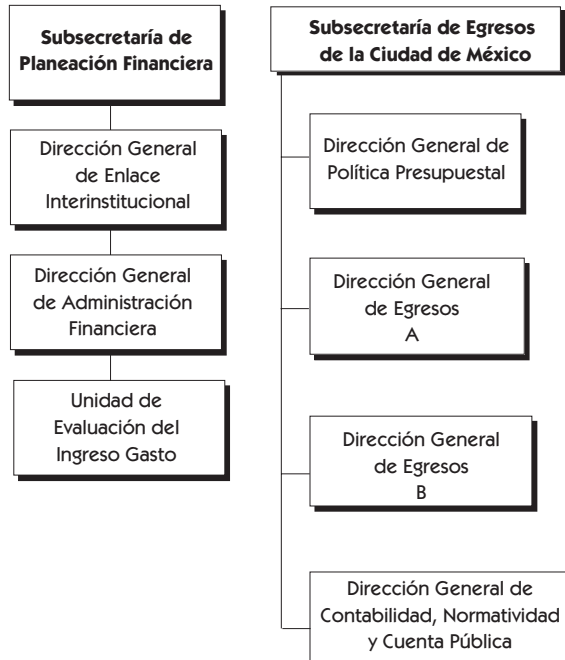 Subsecretaría de
Planeación Financiera
Dirección General
de Enlace
Interinstitucional
Dirección General
de Administración
Financiera
Unidad de
Evaluación del
Ingreso Gasto
Subsecretaría de Egresos
de la Ciudad de México
Dirección General de
Política Presupuestal
Dirección General
de Egresos
A
Dirección General
de Egresos
B
Dirección General de
Contabilidad, Normatividad
y Cuenta Pública